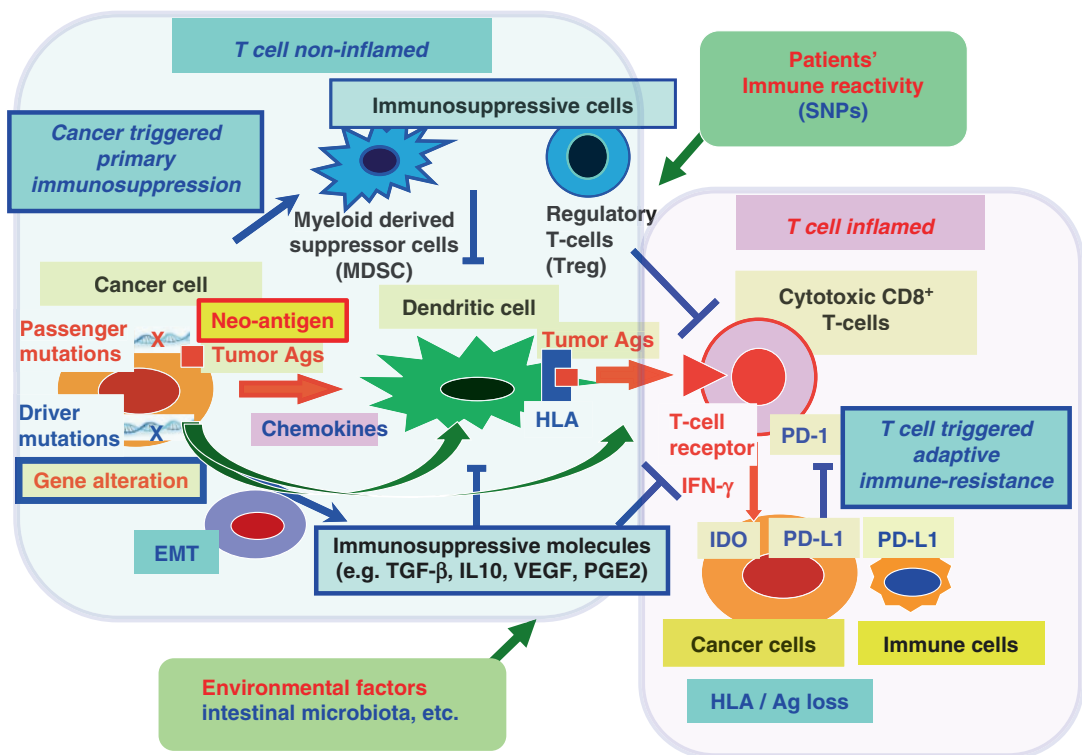 T cell non-inflamed
Patients'
Immune reactivity
(SNPs)
Immunosuppressive cells
Cancer triggered
primary
immunosuppression
Myeloid derived
suppressor cells
(MDSC)
Regulatory
T-cells
(Treg)
T cell inflamed
Cancer cell
Dendritic cell
Cytotoxic CD8⁺
T-cells
Neo-antigen
Passenger
mutations
X
Tumor Ags
Tumor Ags
Driver
mutations
X
Chemokines
HLA
T-cell
receptor
PD-1
T cell triggered
adaptive
immune-resistance
Gene alteration
IFN-γ
EMT
Immunosuppressive molecules
(e.g. TGF-β, IL10, VEGF, PGE2)
IDO
PD-L1
PD-L1
Cancer cells
Immune cells
Environmental factors
intestinal microbiota, etc.
HLA / Ag loss